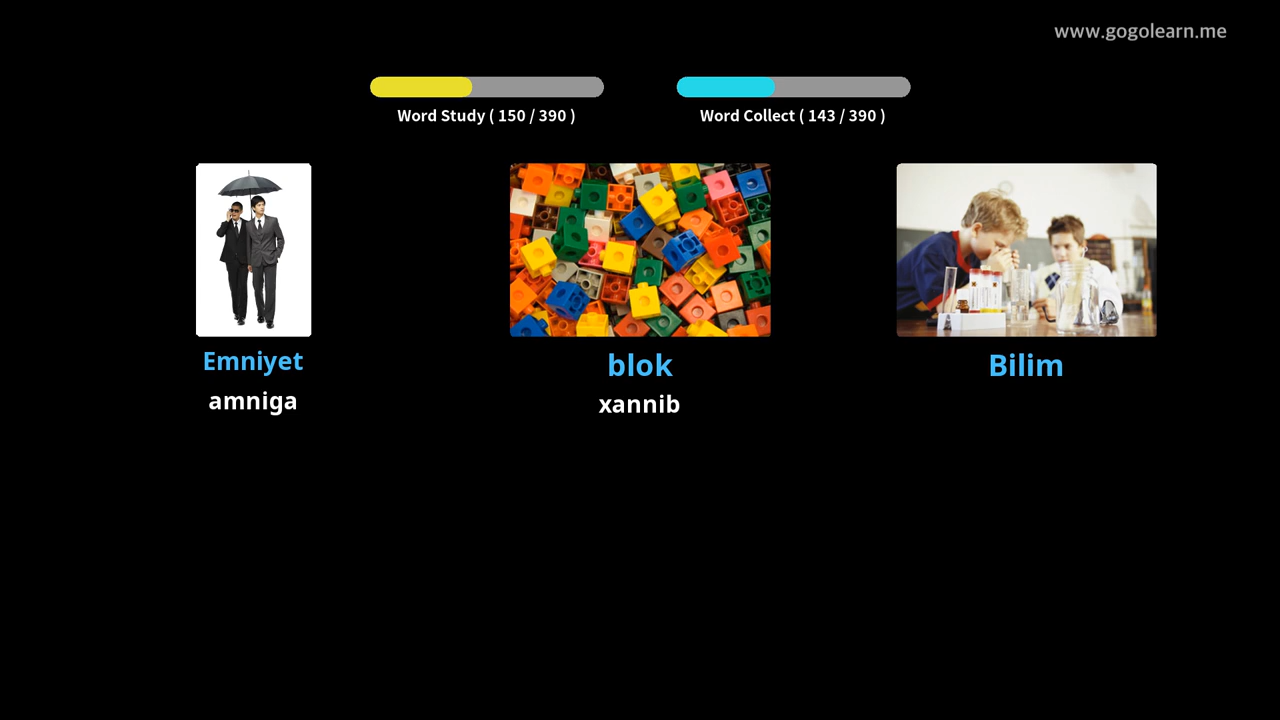 www.gogolearn.me
Word Study ( 150 / 390 )
Word Collect ( 143 / 390 )
Emniyet
amniga
blok
xannib
Bilim